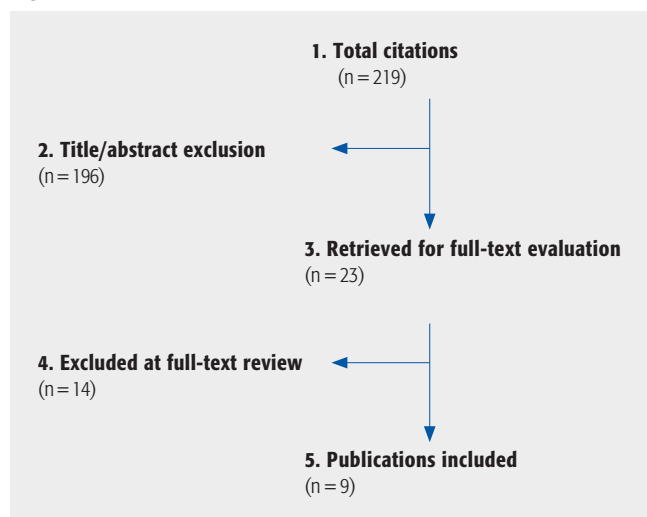 1. Total citations
(n = 219)
2. Title/abstract exclusion
(n = 196)
3. Retrieved for full-text evaluation
(n = 23)
4. Excluded at full-text review
(n = 14)
5. Publications included
(n = 9)